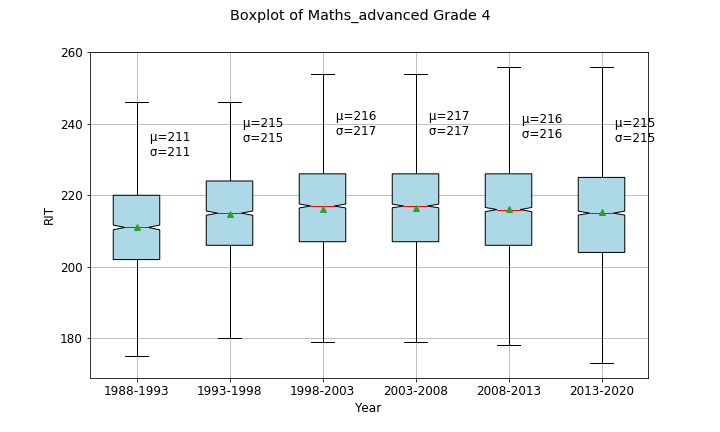 Boxplot of Maths_advanced Grade 4
260
240
220
200
180
RIT
μ=211
σ=211
μ=215
σ=215
μ=216
σ=217
μ=217
σ=217
μ=216
σ=216
μ=215
σ=215
1988-1993
1993-1998
1998-2003
2003-2008
2008-2013
2013-2020
Year